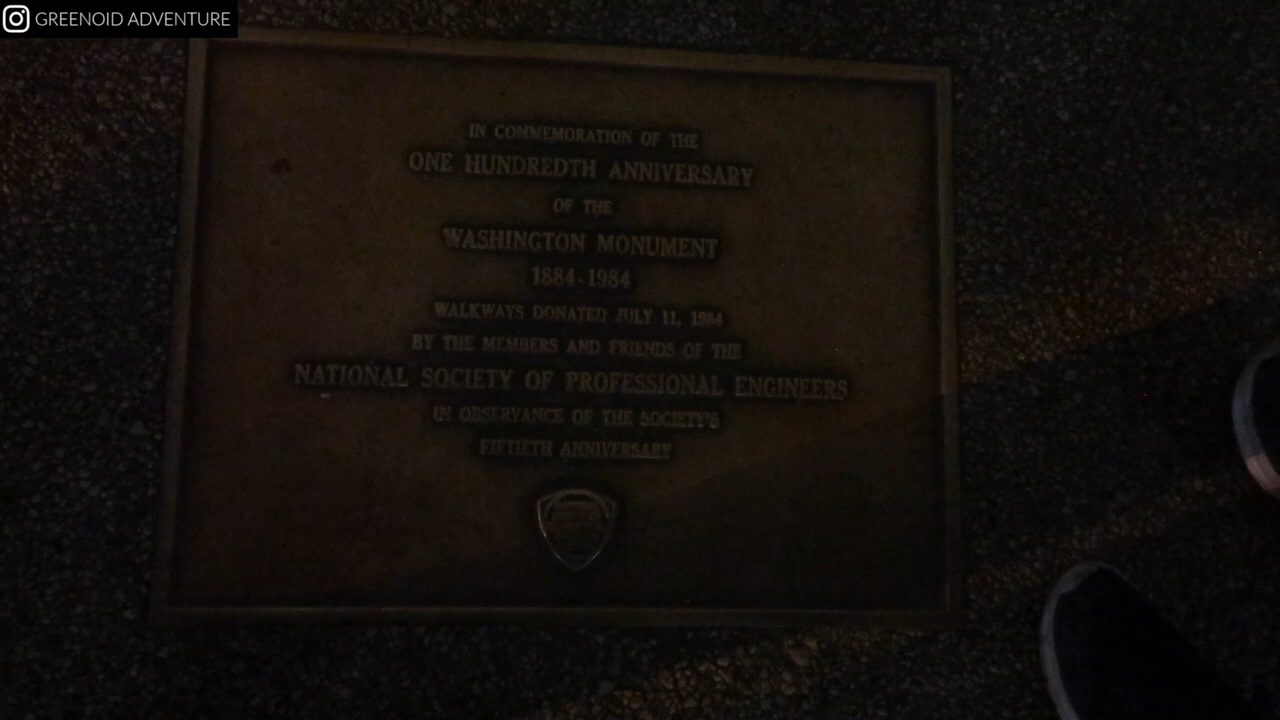 GREENOID ADVENTURE
IN COMMEMORATION OF THE
ONE HUNDREDTH ANNIVERSARY
OF THE
WASHINGTON MONUMENT
1884-1984
WALKWAYS DONATED JULY 11, 1984
BY THE MEMBERS AND FRIENDS OF THE
NATIONAL SOCIETY OF PROFESSIONAL ENGINEERS
IN OBSERVANCE OF THE SOCIETY'S
FIFTIETH ANNIVERSARY